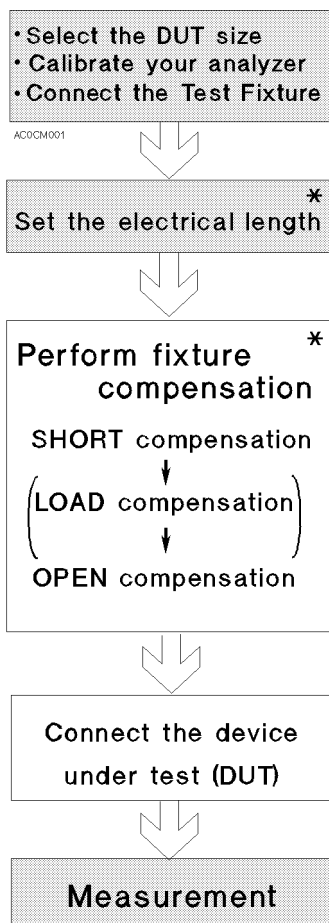 • Select the DUT size
• Calibrate your analyzer
• Connect the Test Fixture
AC0CM001
*
Set the electrical length
*
Perform fixture
compensation
SHORT compensation
(LOAD compensation)
OPEN compensation
Connect the device
under test (DUT)
Measurement